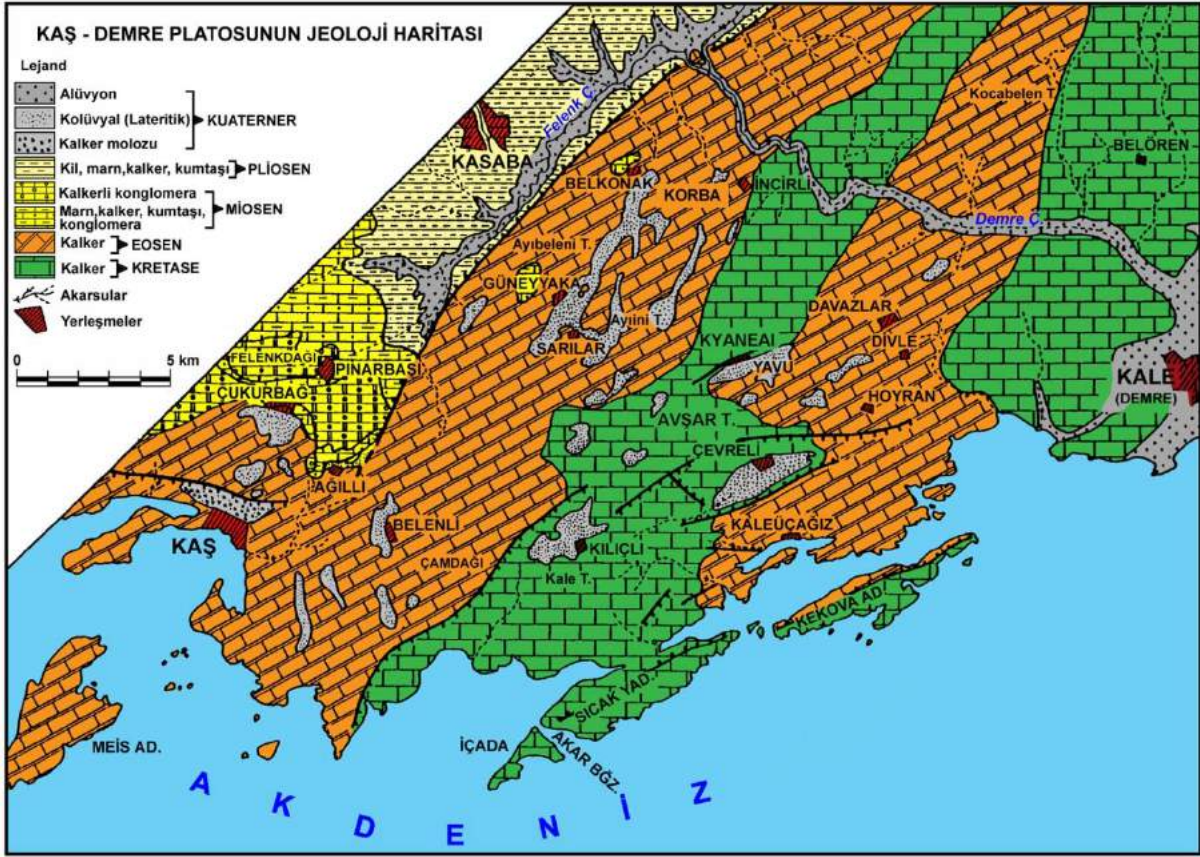 KAŞ - DEMRE PLATOSUNUN JEOLOJİ HARİTASI
Lejand
Alüvyon
Kolüvyal (Lateritik)
KUATERNER
Kalker molozu
Kil, marn,kalker, kumtaşı
PLİOSEN
Kalkerli konglomera
Marn,kalker, kumtaşı,
konglomera
MİOSEN
Kalker
EOSEN
Kalker
KRETASE
Akarsular
Yerleşmeler
0 5 km
KASABA
Felenk Ç.
Kocabelen T.
BELÖREN
BELKONAK
KORBA
İNCİRLİ
Demre Ç.
Ayıbeleni T.
GÜNEYYAKA
Ayıini T.
SARILAR
DAVAZLAR
DİVLE
KYANEAI
YAVU
FELENKDAĞI
PINARBAŞI
ÇUKURBAĞ
KALE
(DEMRE)
HOYRAN
AVŞAR T.
ÇEVRELİ
AĞILLI
BELENLİ
KAŞ
KALEÜÇAĞIZ
KILIÇLI
ÇAMDAĞI
Kale T.
KEKOVA AD.
SICAK YAD.
MEİS AD.
İÇADA
AKAR BĞZ.
AKDENİZ